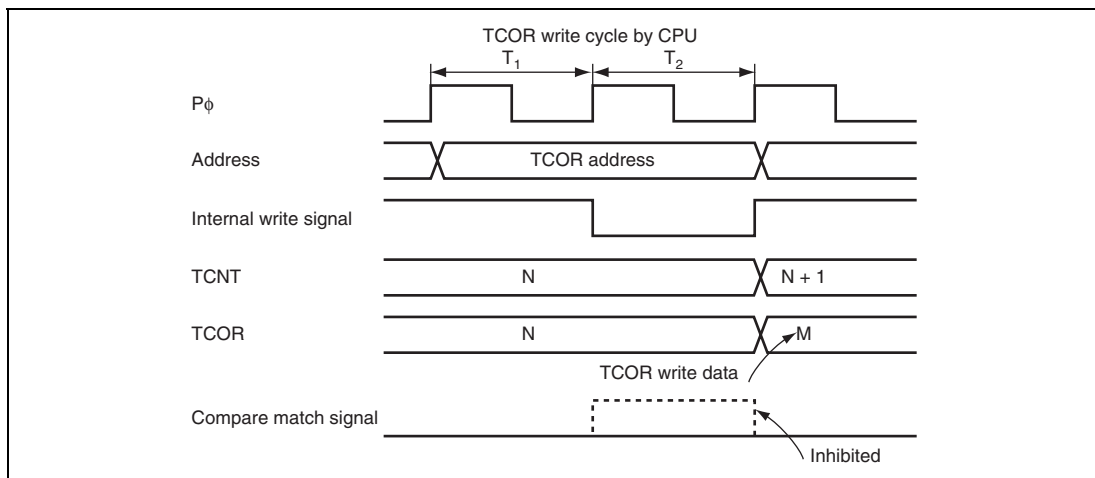 TCOR write cycle by CPU
T1 T2
Pϕ
Address TCOR address
Internal write signal
TCNT N N + 1
TCOR N M
TCOR write data
Compare match signal
Inhibited